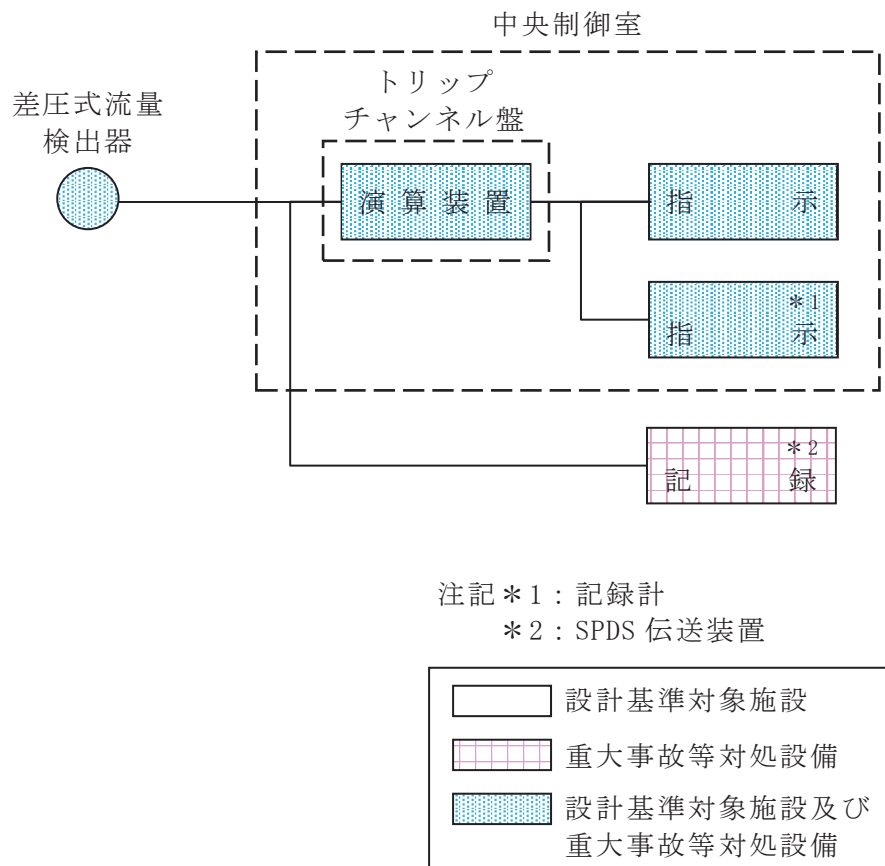 中央制御室
トリップ
チャンネル盤
差圧式流量
検出器
演算装置
指示
＊1
指示
＊2
記録
注記＊1：記録計
＊2：SPDS 伝送装置
設計基準対象施設
重大事故等対処設備
設計基準対象施設及び
重大事故等対処設備